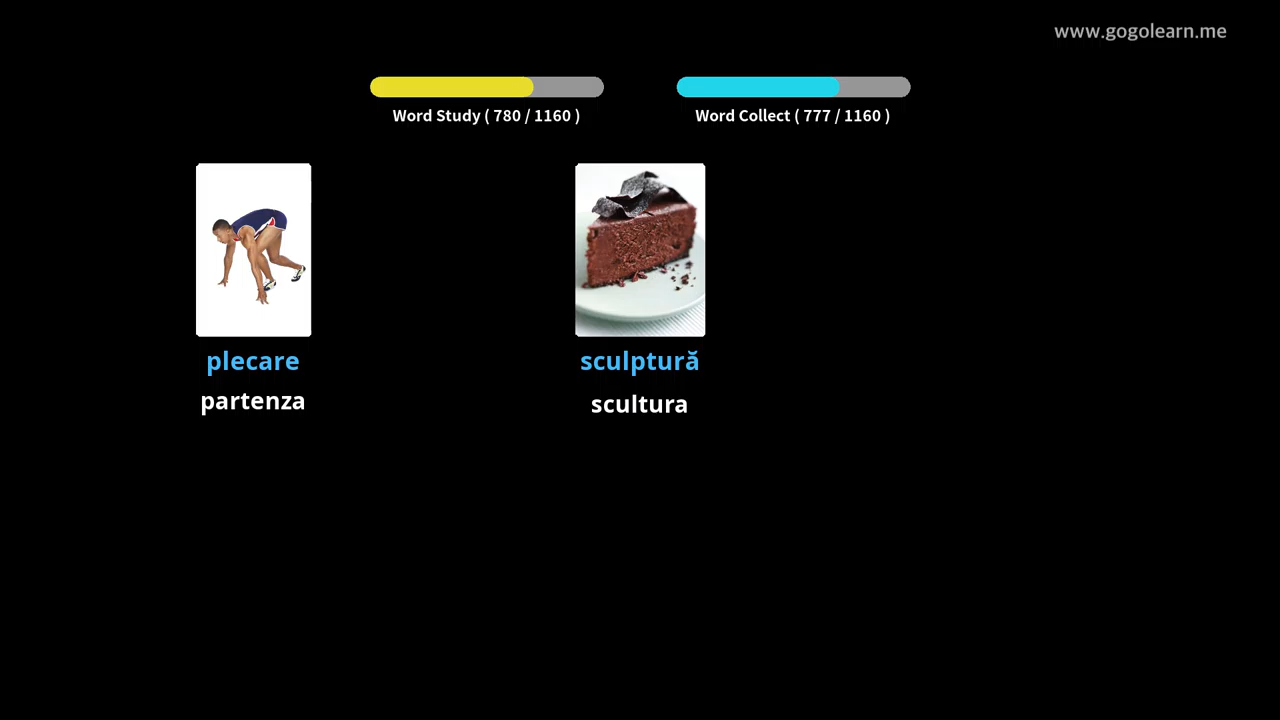 www.gogolearn.me
Word Study ( 780 / 1160 )
Word Collect ( 777 / 1160 )
plecare
sculptură
partenza
scultura